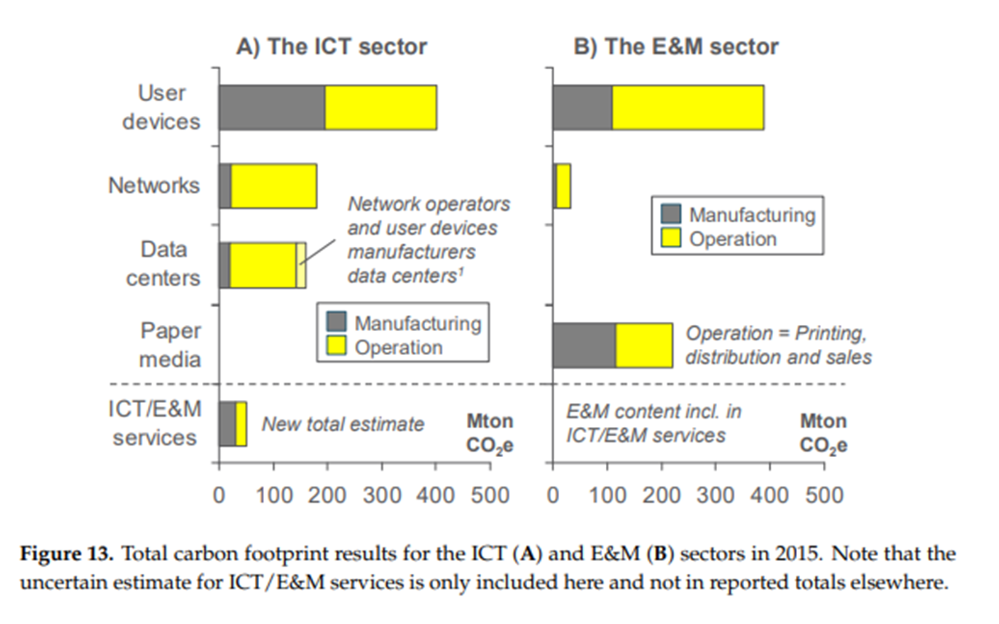 A) The ICT sector
B) The E&M sector
User
devices
Networks
Data
centers
Paper
media
ICT/E&M
services
Network operators
and user devices
manufacturers
data centers¹
Manufacturing
Operation
New total estimate
Mton
CO₂e
0 100 200 300 400 500
Manufacturing
Operation
Operation = Printing,
distribution and sales
E&M content incl. in
ICT/E&M services
Mton
CO₂e
0 100 200 300 400 500
Figure 13. Total carbon footprint results for the ICT (A) and E&M (B) sectors in 2015. Note that the
uncertain estimate for ICT/E&M services is only included here and not in reported totals elsewhere.